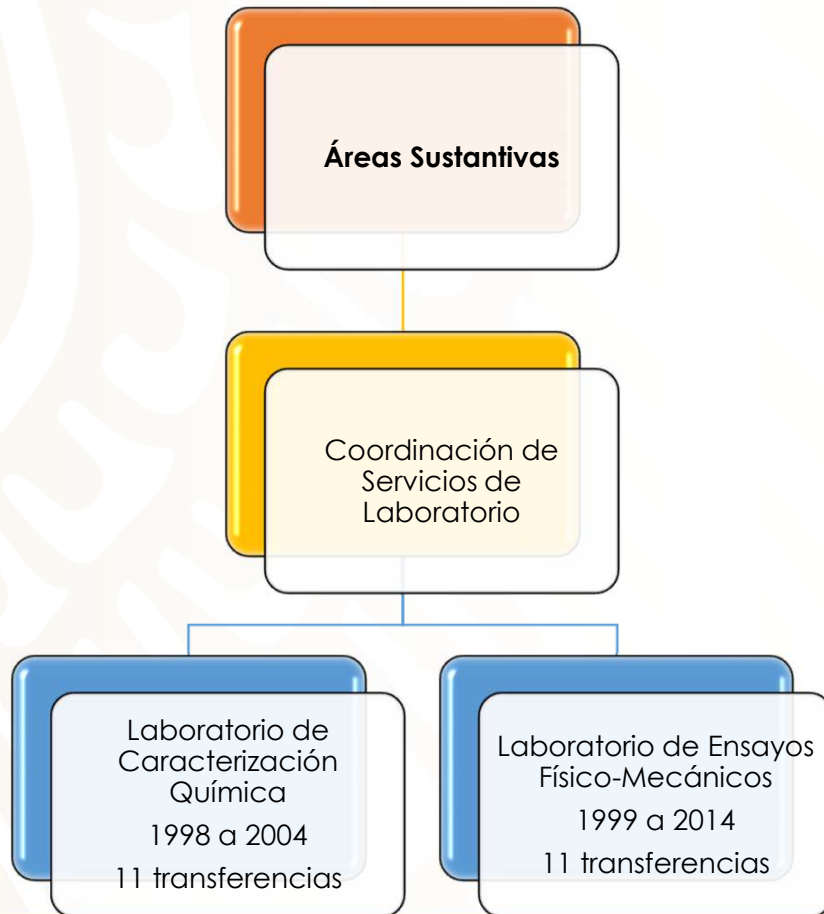 Áreas Sustantivas
Coordinación de
Servicios de
Laboratorio
Laboratorio de
Caracterización
Química
1998 a 2004
11 transferencias
Laboratorio de Ensayos
Físico-Mecánicos
1999 a 2014
11 transferencias